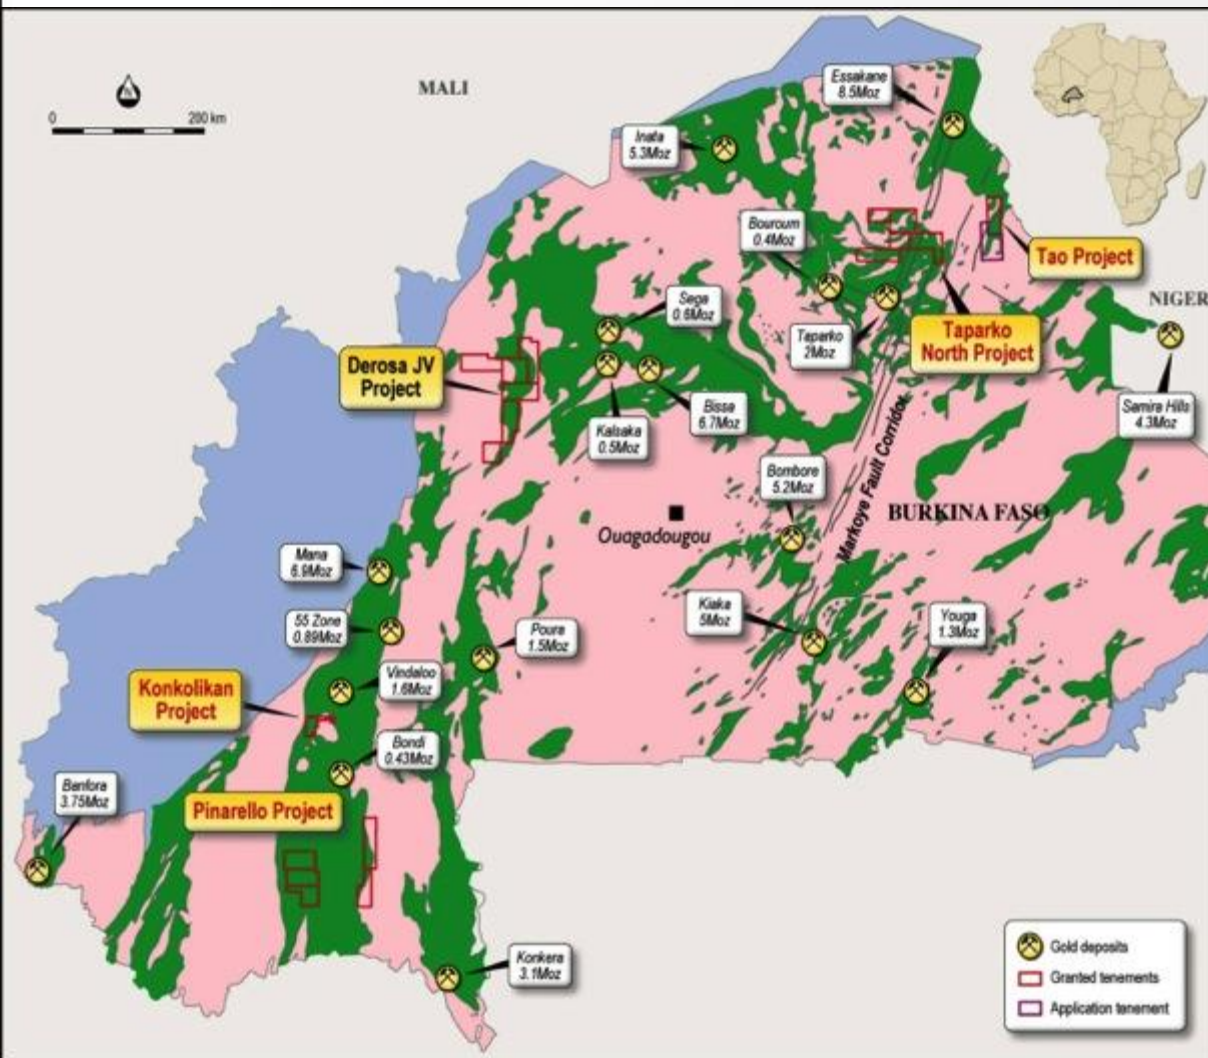 MALI
N
0
200 km
Essakane
8.5Moz
Inata
5.3Moz
Bouroum
0.4Moz
Tao Project
NIGER
Sega
0.6Moz
Taparko
2Moz
Taparko
North Project
Derosa JV
Project
Samira Hills
4.3Moz
Kalsaka
0.5Moz
Bissa
6.7Moz
Markoye Fault Corridor
Bombore
5.2Moz
BURKINA FASO
Ouagadougou
Mana
6.9Moz
55 Zone
0.89Moz
Poura
1.5Moz
Kiaka
5Moz
Youga
1.3Moz
Vindaloo
1.6Moz
Konkolikan
Project
Bondi
0.43Moz
Banfora
3.75Moz
Pinarello Project
Konkera
3.1Moz
Gold deposits
Granted tenements
Application tenement